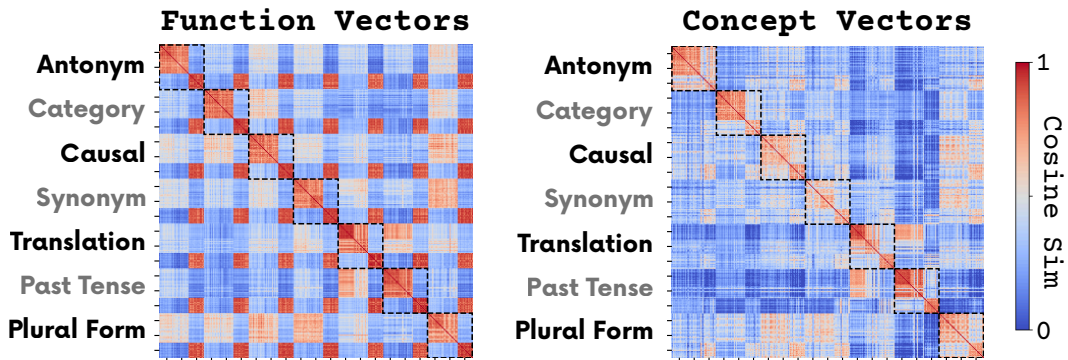 Function Vectors
Concept Vectors
Antonym
Category
Causal
Synonym
Translation
Past Tense
Plural Form
Antonym
Category
Causal
Synonym
Translation
Past Tense
Plural Form
1
Cosine Sim
0